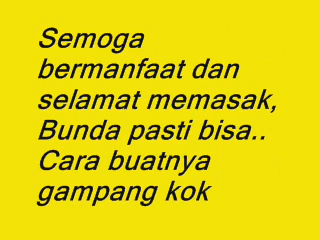 Semoga
bermanfaat dan
selamat memasak,
Bunda pasti bisa..
Cara buatnya
gampang kok